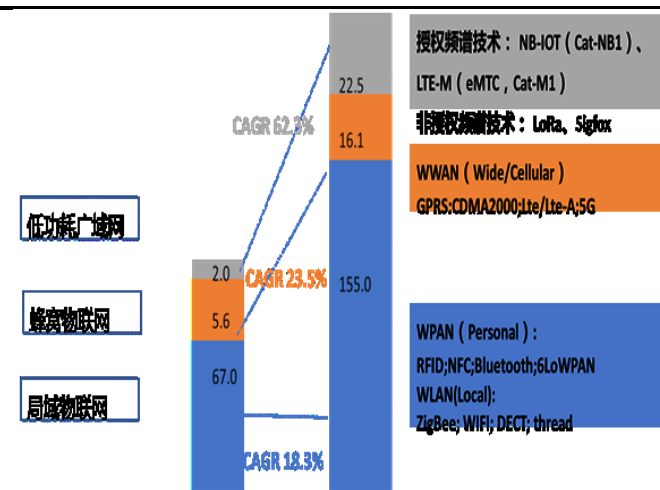 授权频谱技术：NB-IOT（Cat-NB1）、
LTE-M（eMTC，Cat-M1）
非授权频谱技术：LoRa、Sigfox
WWAN（Wide/Cellular）
GPRS:CDMA2000;Lte/Lte-A;5G
WPAN（Personal）:
RFID;NFC;Bluetooth;6LoWPAN
WLAN(Local):
ZigBee; WIFI; DECT; thread
低功耗广域网
蜂窝物联网
局域物联网
2.0
5.6
67.0
CAGR 62.3%
CAGR 23.5%
CAGR 18.3%
22.5
16.1
155.0